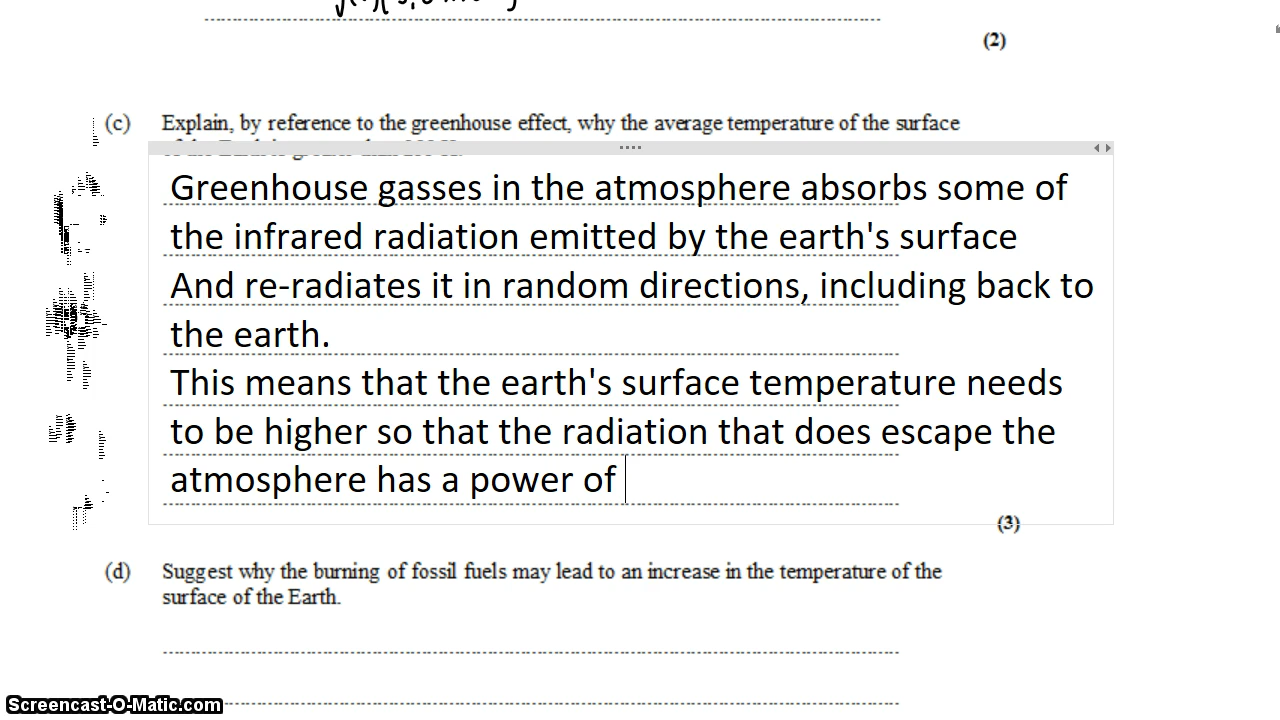 (2)
(c) Explain, by reference to the greenhouse effect, why the average temperature of the surface
Greenhouse gasses in the atmosphere absorbs some of
the infrared radiation emitted by the earth's surface
And re-radiates it in random directions, including back to
the earth.
This means that the earth's surface temperature needs
to be higher so that the radiation that does escape the
atmosphere has a power of
(3)
(d) Suggest why the burning of fossil fuels may lead to an increase in the temperature of the
surface of the Earth.
Screencast-O-Matic.com